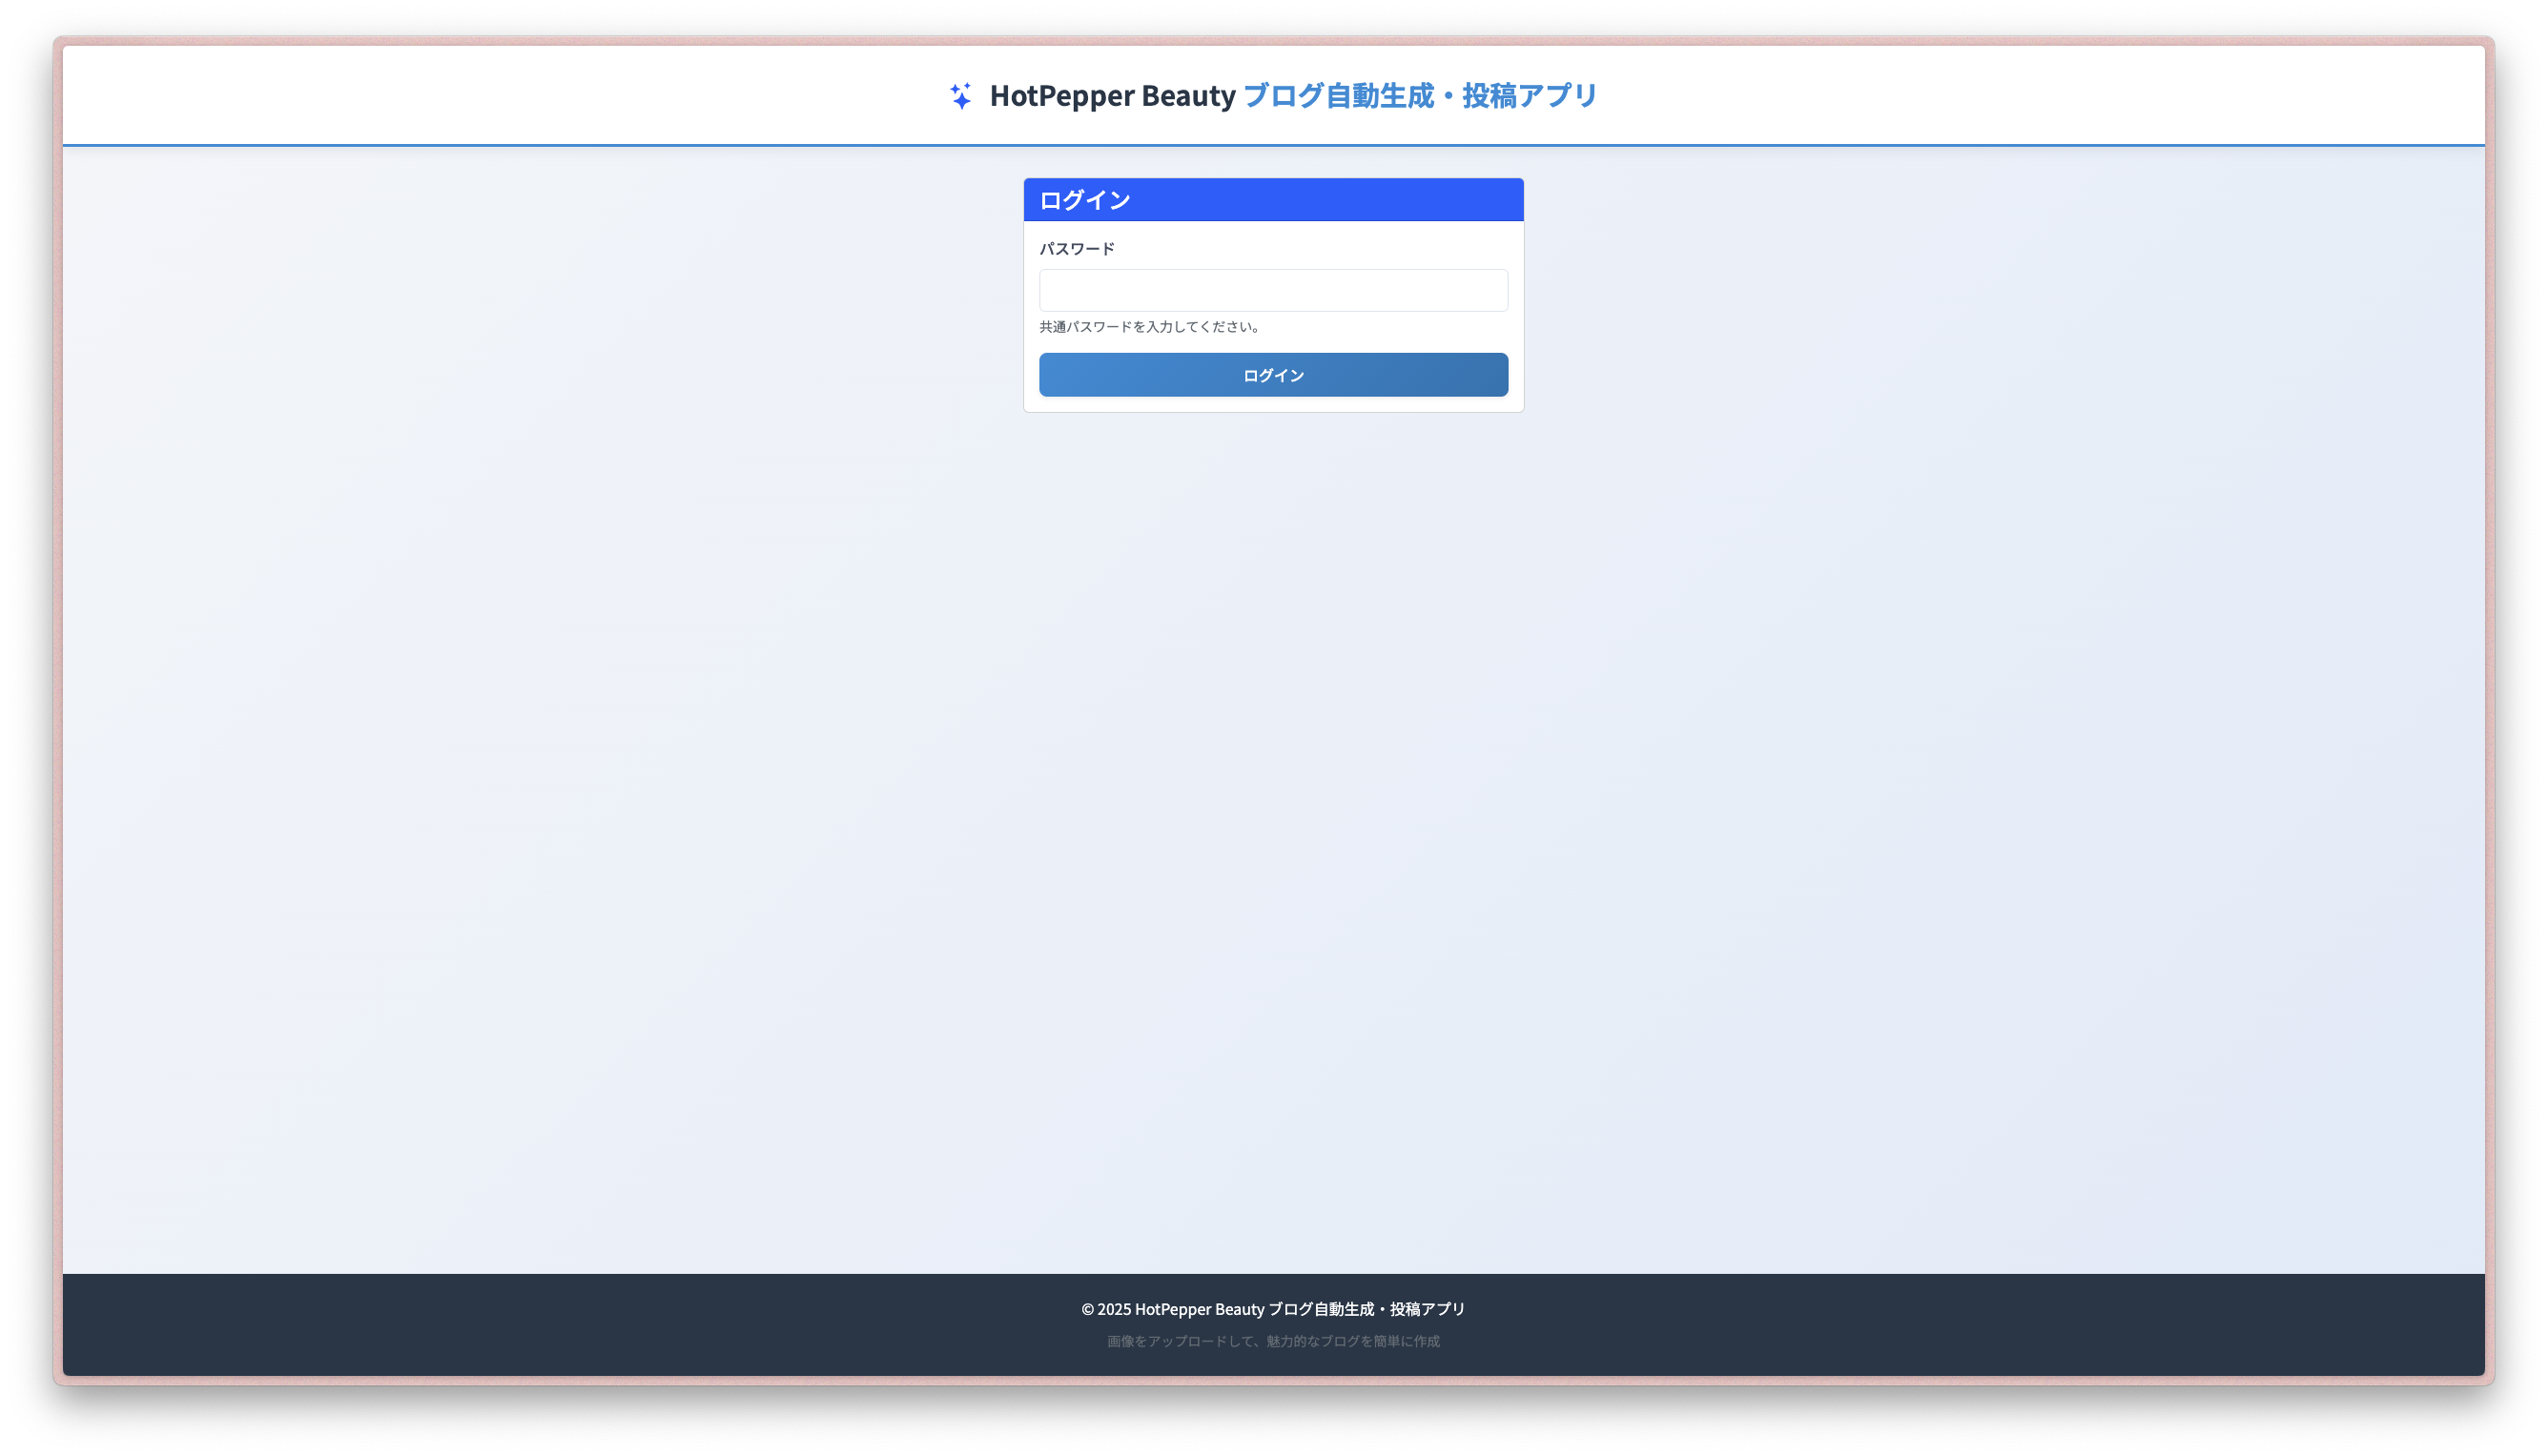 HotPepper Beauty ブログ自動生成・投稿アプリ
ログイン
パスワード
共通パスワードを入力してください。
ログイン
© 2025 HotPepper Beauty ブログ自動生成・投稿アプリ
画像をアップロードして、魅力的なブログを簡単に作成